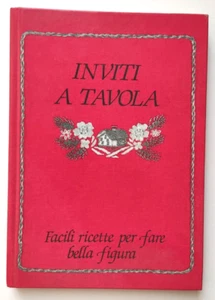 INVITI
A TAVOLA
Facili ricette per fare
bella figura